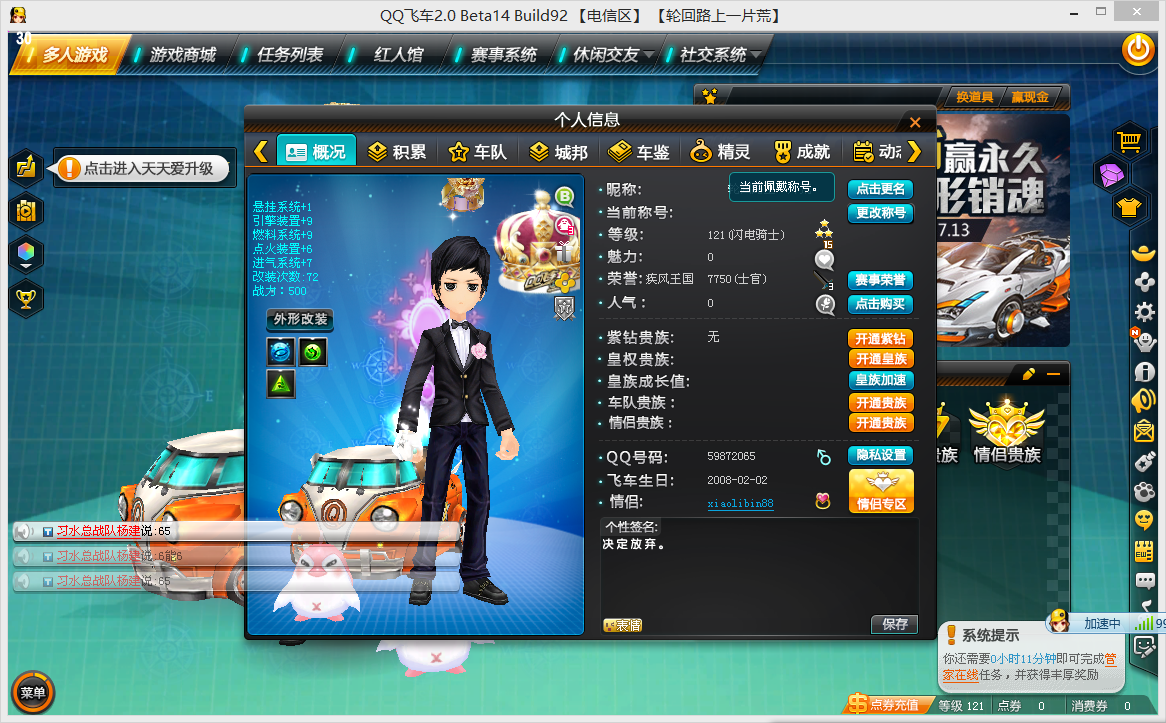 QQ飞车2.0 Beta14 Build92 【电信区】 【轮回路上一片荒】
30
多人游戏 游戏商城 任务列表 红人馆 赛事系统 休闲交友 社交系统
换道具 赢现金
个人信息
概况 积累 车队 城邦 车鉴 精灵 成就
点击进入天天爱升级
赢永久
形销魂
7.13
悬挂系统+1
引擎装置+9
燃料系统+9
点火装置+6
进气系统+7
改装次数:72
战力：500
外形改装
昵称:
当前佩戴称号。
点击更名
当前称号:
更改称号
等级: 121 (闪电骑士)
15
魅力: 0
荣誉: 疾风王国 7750 (士官)
3
赛事荣誉
人气: 0
点击购买
紫钻贵族: 无
开通紫钻
皇权贵族:
开通皇族
皇族成长值:
皇族加速
车队贵族：
开通贵族
情侣贵族：
开通贵族
QQ号码: 59872065
隐私设置
飞车生日: 2008-02-02
情侣: xiaolibin88
情侣专区
个性签名:
决定放弃。
表情
保存
情侣贵族
习水总战队杨建说:65
习水总战队杨建说:6能6
习水总战队杨建说:65
加速中 99
系统提示
你还需要0小时11分钟即可完成管
家在线任务，并获得丰厚奖励
菜单
点券充值 等级 121 点券 0 消费券 0